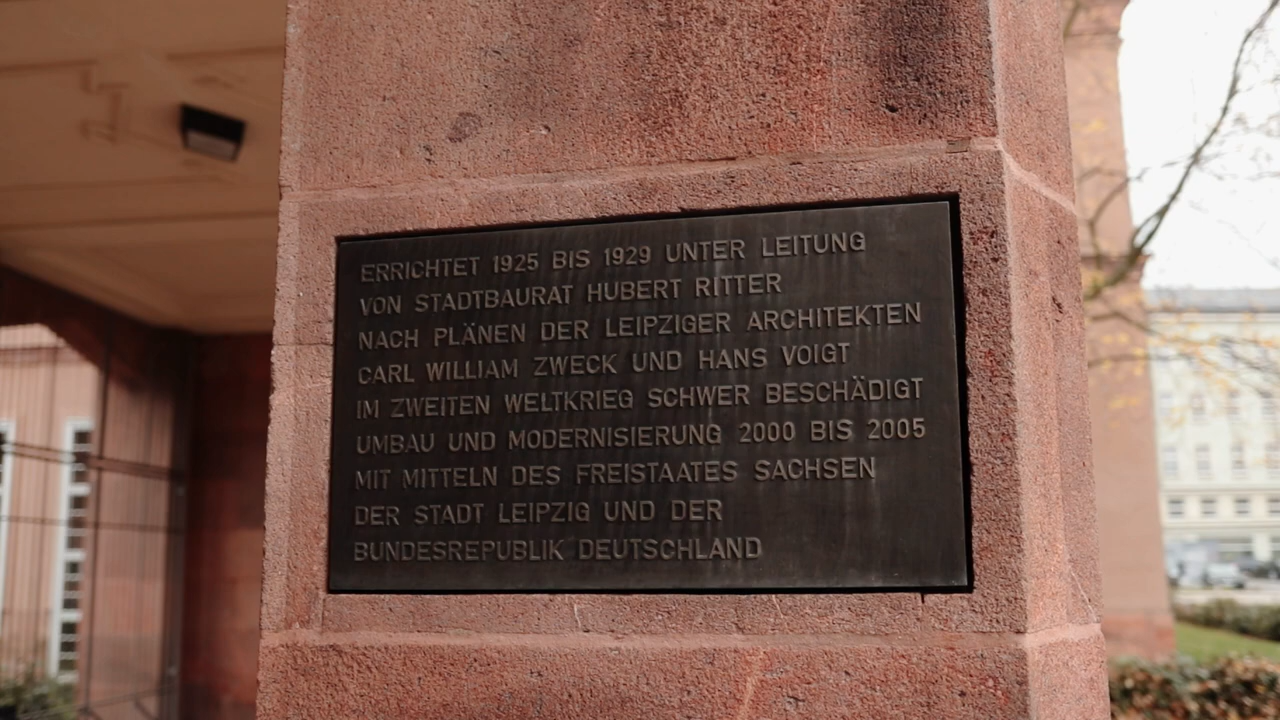 ERRICHTET 1925 BIS 1929 UNTER LEITUNG
VON STADTBAURAT HUBERT RITTER
NACH PLÄNEN DER LEIPZIGER ARCHITEKTEN
CARL WILLIAM ZWECK UND HANS VOIGT
IM ZWEITEN WELTKRIEG SCHWER BESCHÄDIGT
UMBAU UND MODERNISIERUNG 2000 BIS 2005
MIT MITTELN DES FREISTAATES SACHSEN
DER STADT LEIPZIG UND DER
BUNDESREPUBLIK DEUTSCHLAND